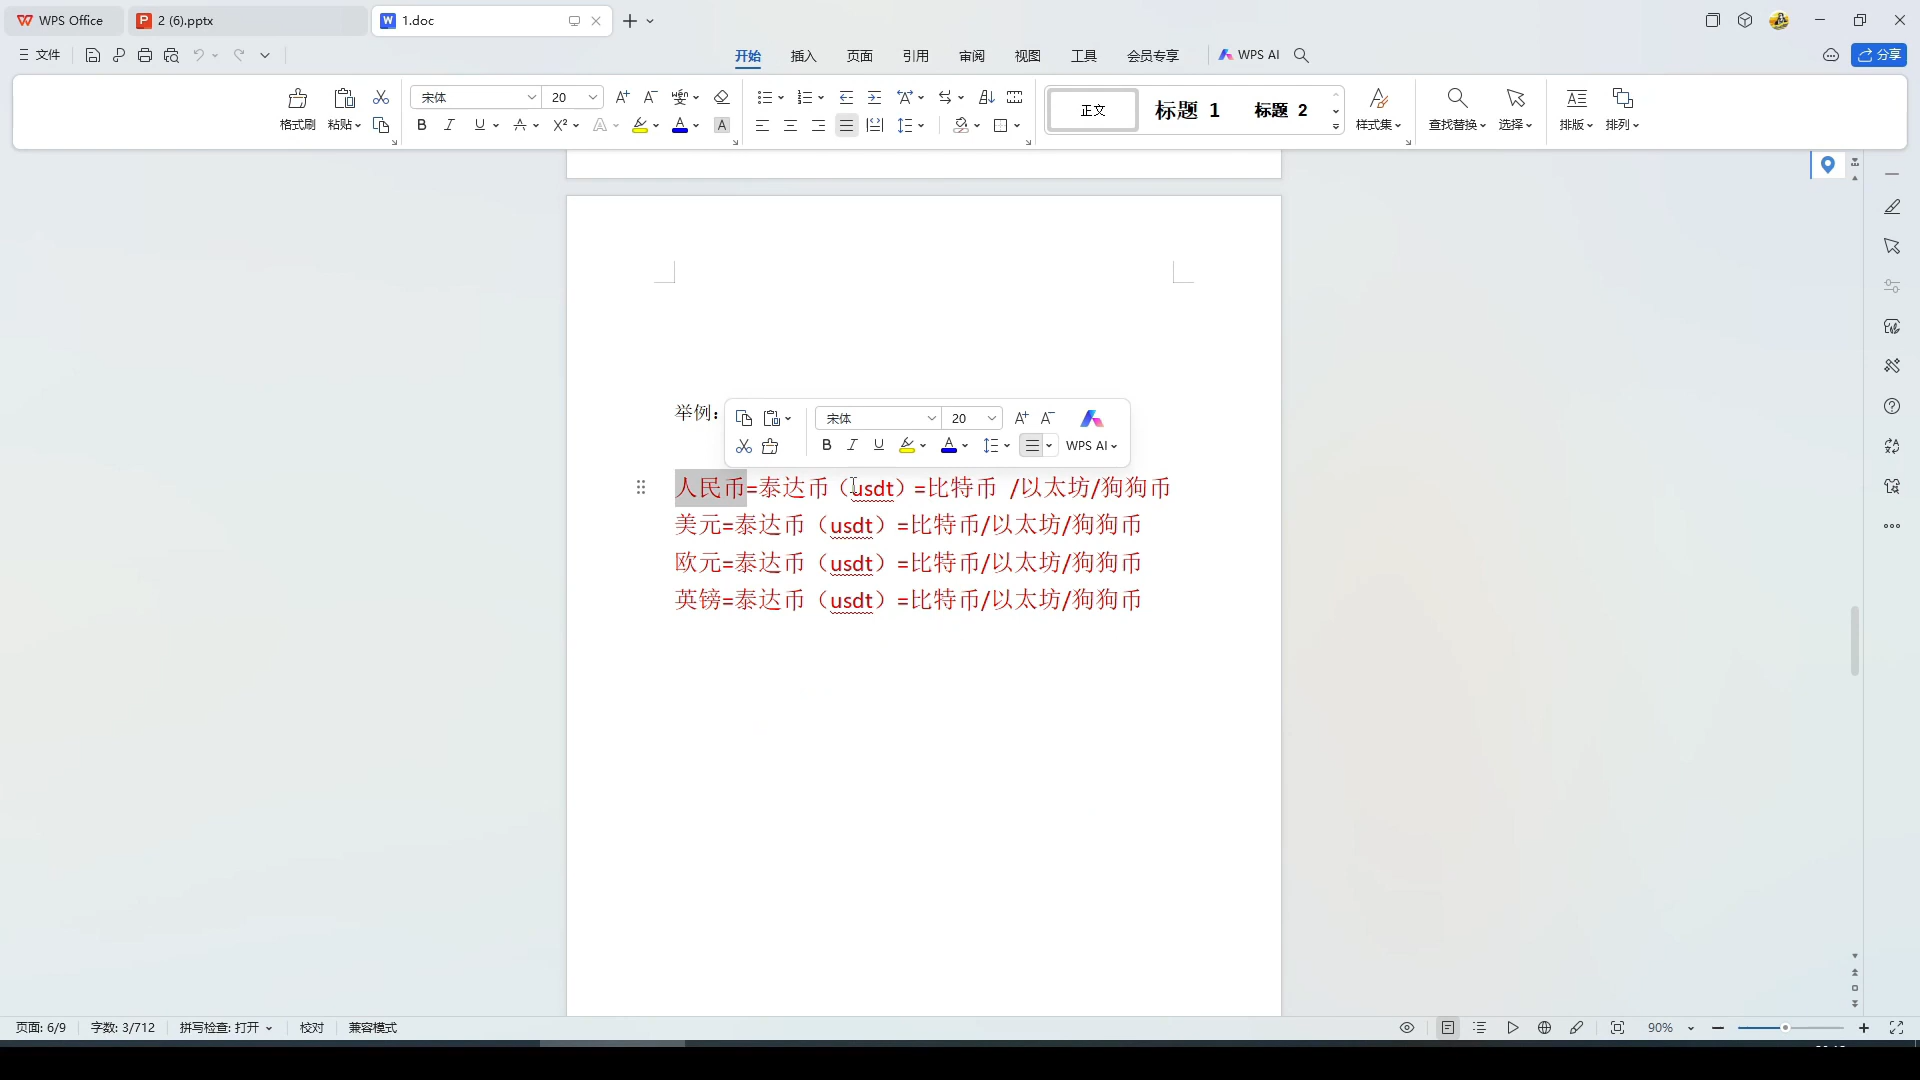 WPS Office
2 (6).pptx
1.doc
文件
开始
插入
页面
引用
审阅
视图
工具
会员专享
WPS AI
分享
格式刷
粘贴
宋体
20
正文
标题 1
标题 2
样式集
查找替换
选择
排版
排列
举例：
宋体
20
WPS AI
人民币=泰达币（usdt）=比特币 /以太坊/狗狗币
美元=泰达币（usdt）=比特币/以太坊/狗狗币
欧元=泰达币（usdt）=比特币/以太坊/狗狗币
英镑=泰达币（usdt）=比特币/以太坊/狗狗币
页面: 6/9
字数: 3/712
拼写检查: 打开
校对
兼容模式
90%